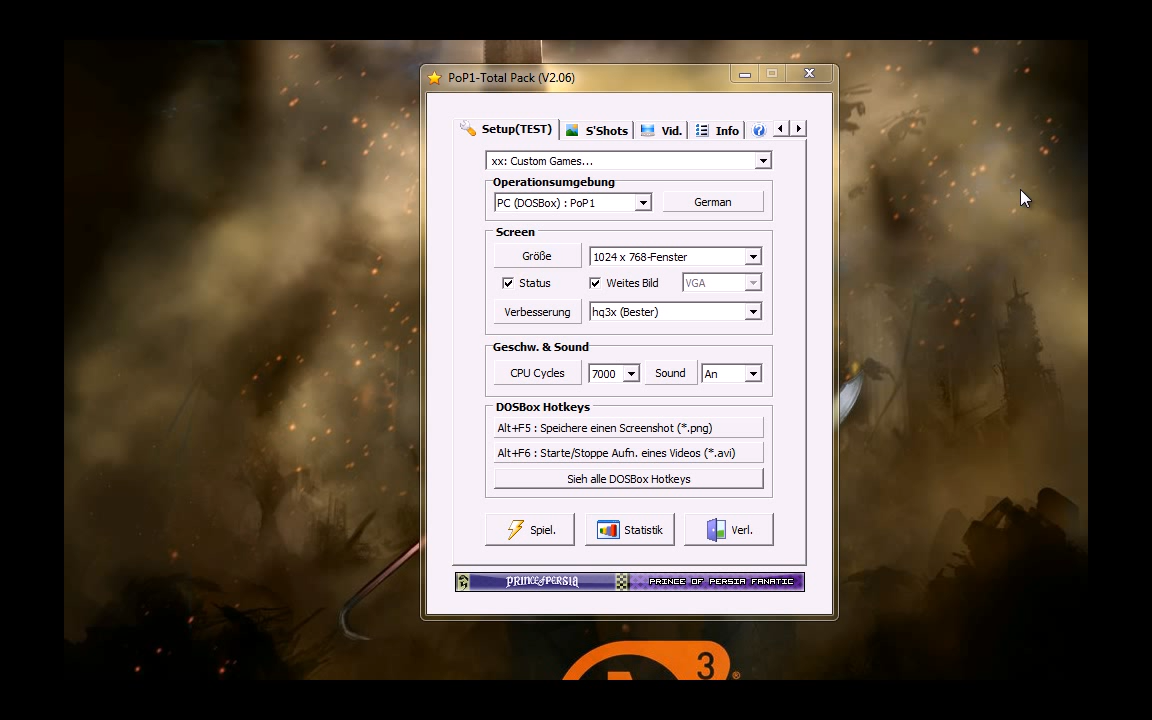 PoP1-Total Pack (V2.06)
Setup(TEST) S'Shots Vid. Info
xx: Custom Games...
Operationsumgebung
PC (DOSBox) : PoP1 German
Screen
Größe 1024 x 768-Fenster
Status Weites Bild VGA
Verbesserung hq3x (Bester)
Geschw. & Sound
CPU Cycles 7000 Sound An
DOSBox Hotkeys
Alt+F5 : Speichere einen Screenshot (*.png)
Alt+F6 : Starte/Stoppe Aufn. eines Videos (*.avi)
Sieh alle DOSBox Hotkeys
Spiel. Statistik Verl.
PRINCE of PERSIA PRINCE OF PERSIA FANATIC
3
®